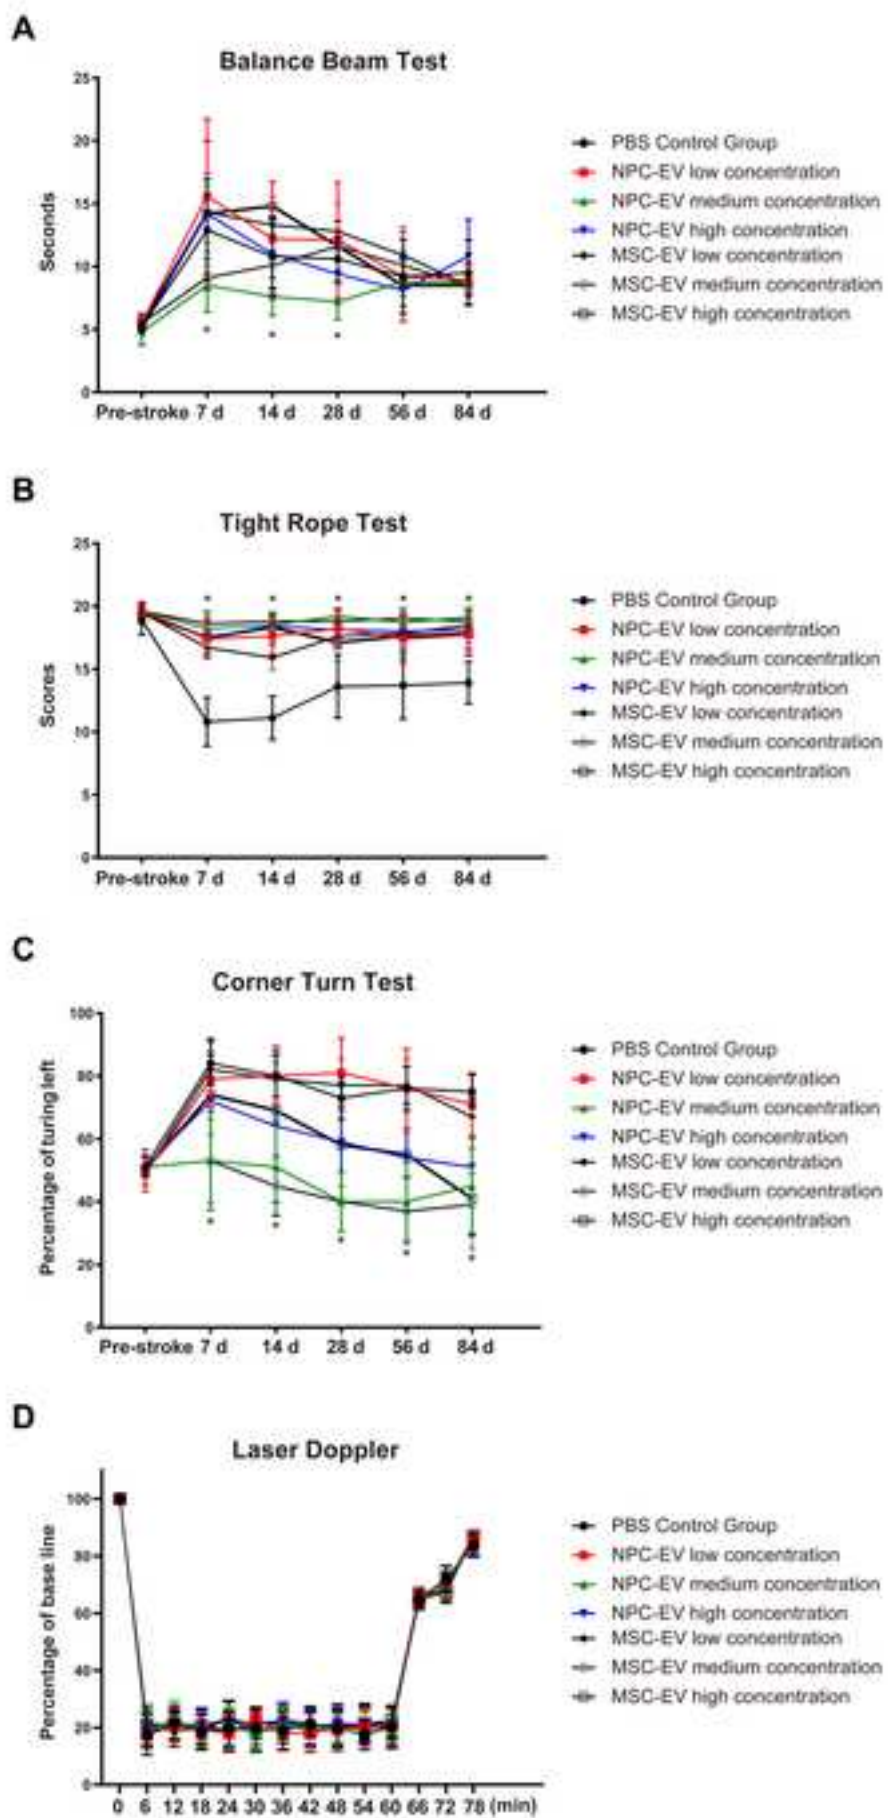 A
Balance Beam Test
25
20
15
10
5
0
Seconds
Pre-stroke 7 d 14 d 28 d 56 d 84 d
PBS Control Group
NPC-EV low concentration
NPC-EV medium concentration
NPC-EV high concentration
MSC-EV low concentration
MSC-EV medium concentration
MSC-EV high concentration
B
Tight Rope Test
25
20
15
10
5
0
Scores
Pre-stroke 7 d 14 d 28 d 56 d 84 d
PBS Control Group
NPC-EV low concentration
NPC-EV medium concentration
NPC-EV high concentration
MSC-EV low concentration
MSC-EV medium concentration
MSC-EV high concentration
C
Corner Turn Test
100
80
60
40
20
0
Percentage of turing left
Pre-stroke 7 d 14 d 28 d 56 d 84 d
PBS Control Group
NPC-EV low concentration
NPC-EV medium concentration
NPC-EV high concentration
MSC-EV low concentration
MSC-EV medium concentration
MSC-EV high concentration
D
Laser Doppler
100
80
60
40
20
0
Percentage of base line
0 6 12 18 24 30 36 42 48 54 60 66 72 78 (min)
PBS Control Group
NPC-EV low concentration
NPC-EV medium concentration
NPC-EV high concentration
MSC-EV low concentration
MSC-EV medium concentration
MSC-EV high concentration